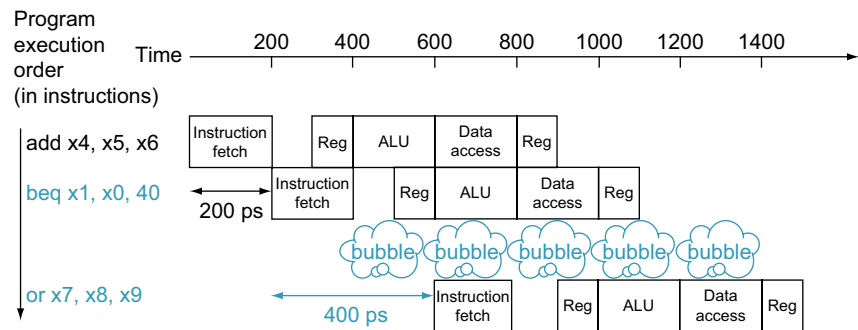 Program
execution
order
(in instructions)
Time
200 400 600 800 1000 1200 1400
add x4, x5, x6
Instruction
fetch
Reg
ALU
Data
access
Reg
beq x1, x0, 40
200 ps
Instruction
fetch
Reg
ALU
Data
access
Reg
bubble bubble bubble bubble bubble
or x7, x8, x9
400 ps
Instruction
fetch
Reg
ALU
Data
access
Reg